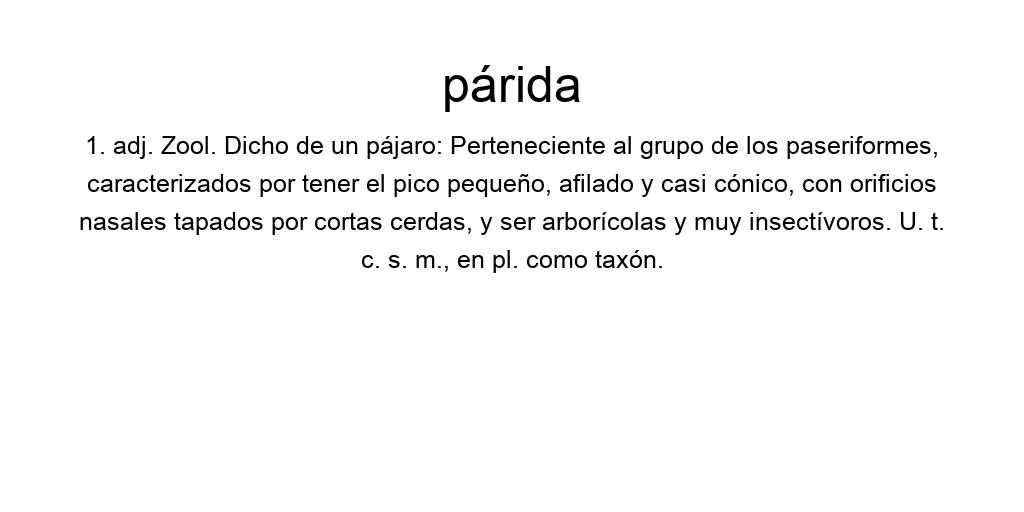 párida
1. adj. Zool. Dicho de un pájaro: Perteneciente al grupo de los paseriformes,
caracterizados por tener el pico pequeño, afilado y casi cónico, con orificios
nasales tapados por cortas cerdas, y ser arborícolas y muy insectívoros. U. t.
c. s. m., en pl. como taxón.